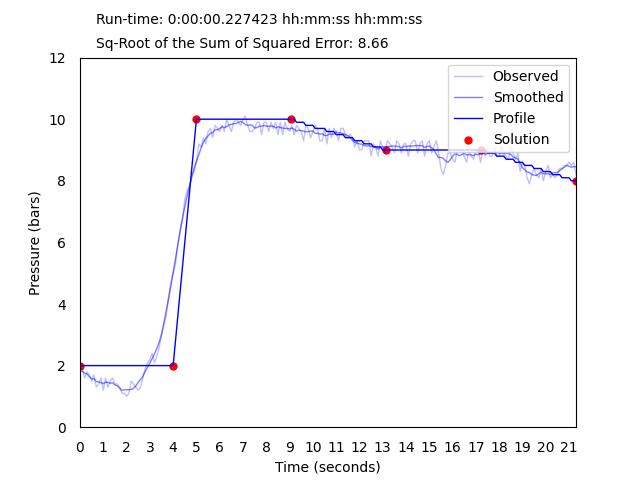 Run-time: 0:00:00.227423 hh:mm:ss hh:mm:ss
Sq-Root of the Sum of Squared Error: 8.66
12
10
8
6
4
2
0
Pressure (bars)
Observed
Smoothed
Profile
Solution
0 1 2 3 4 5 6 7 8 9 10 11 12 13 14 15 16 17 18 19 20 21
Time (seconds)